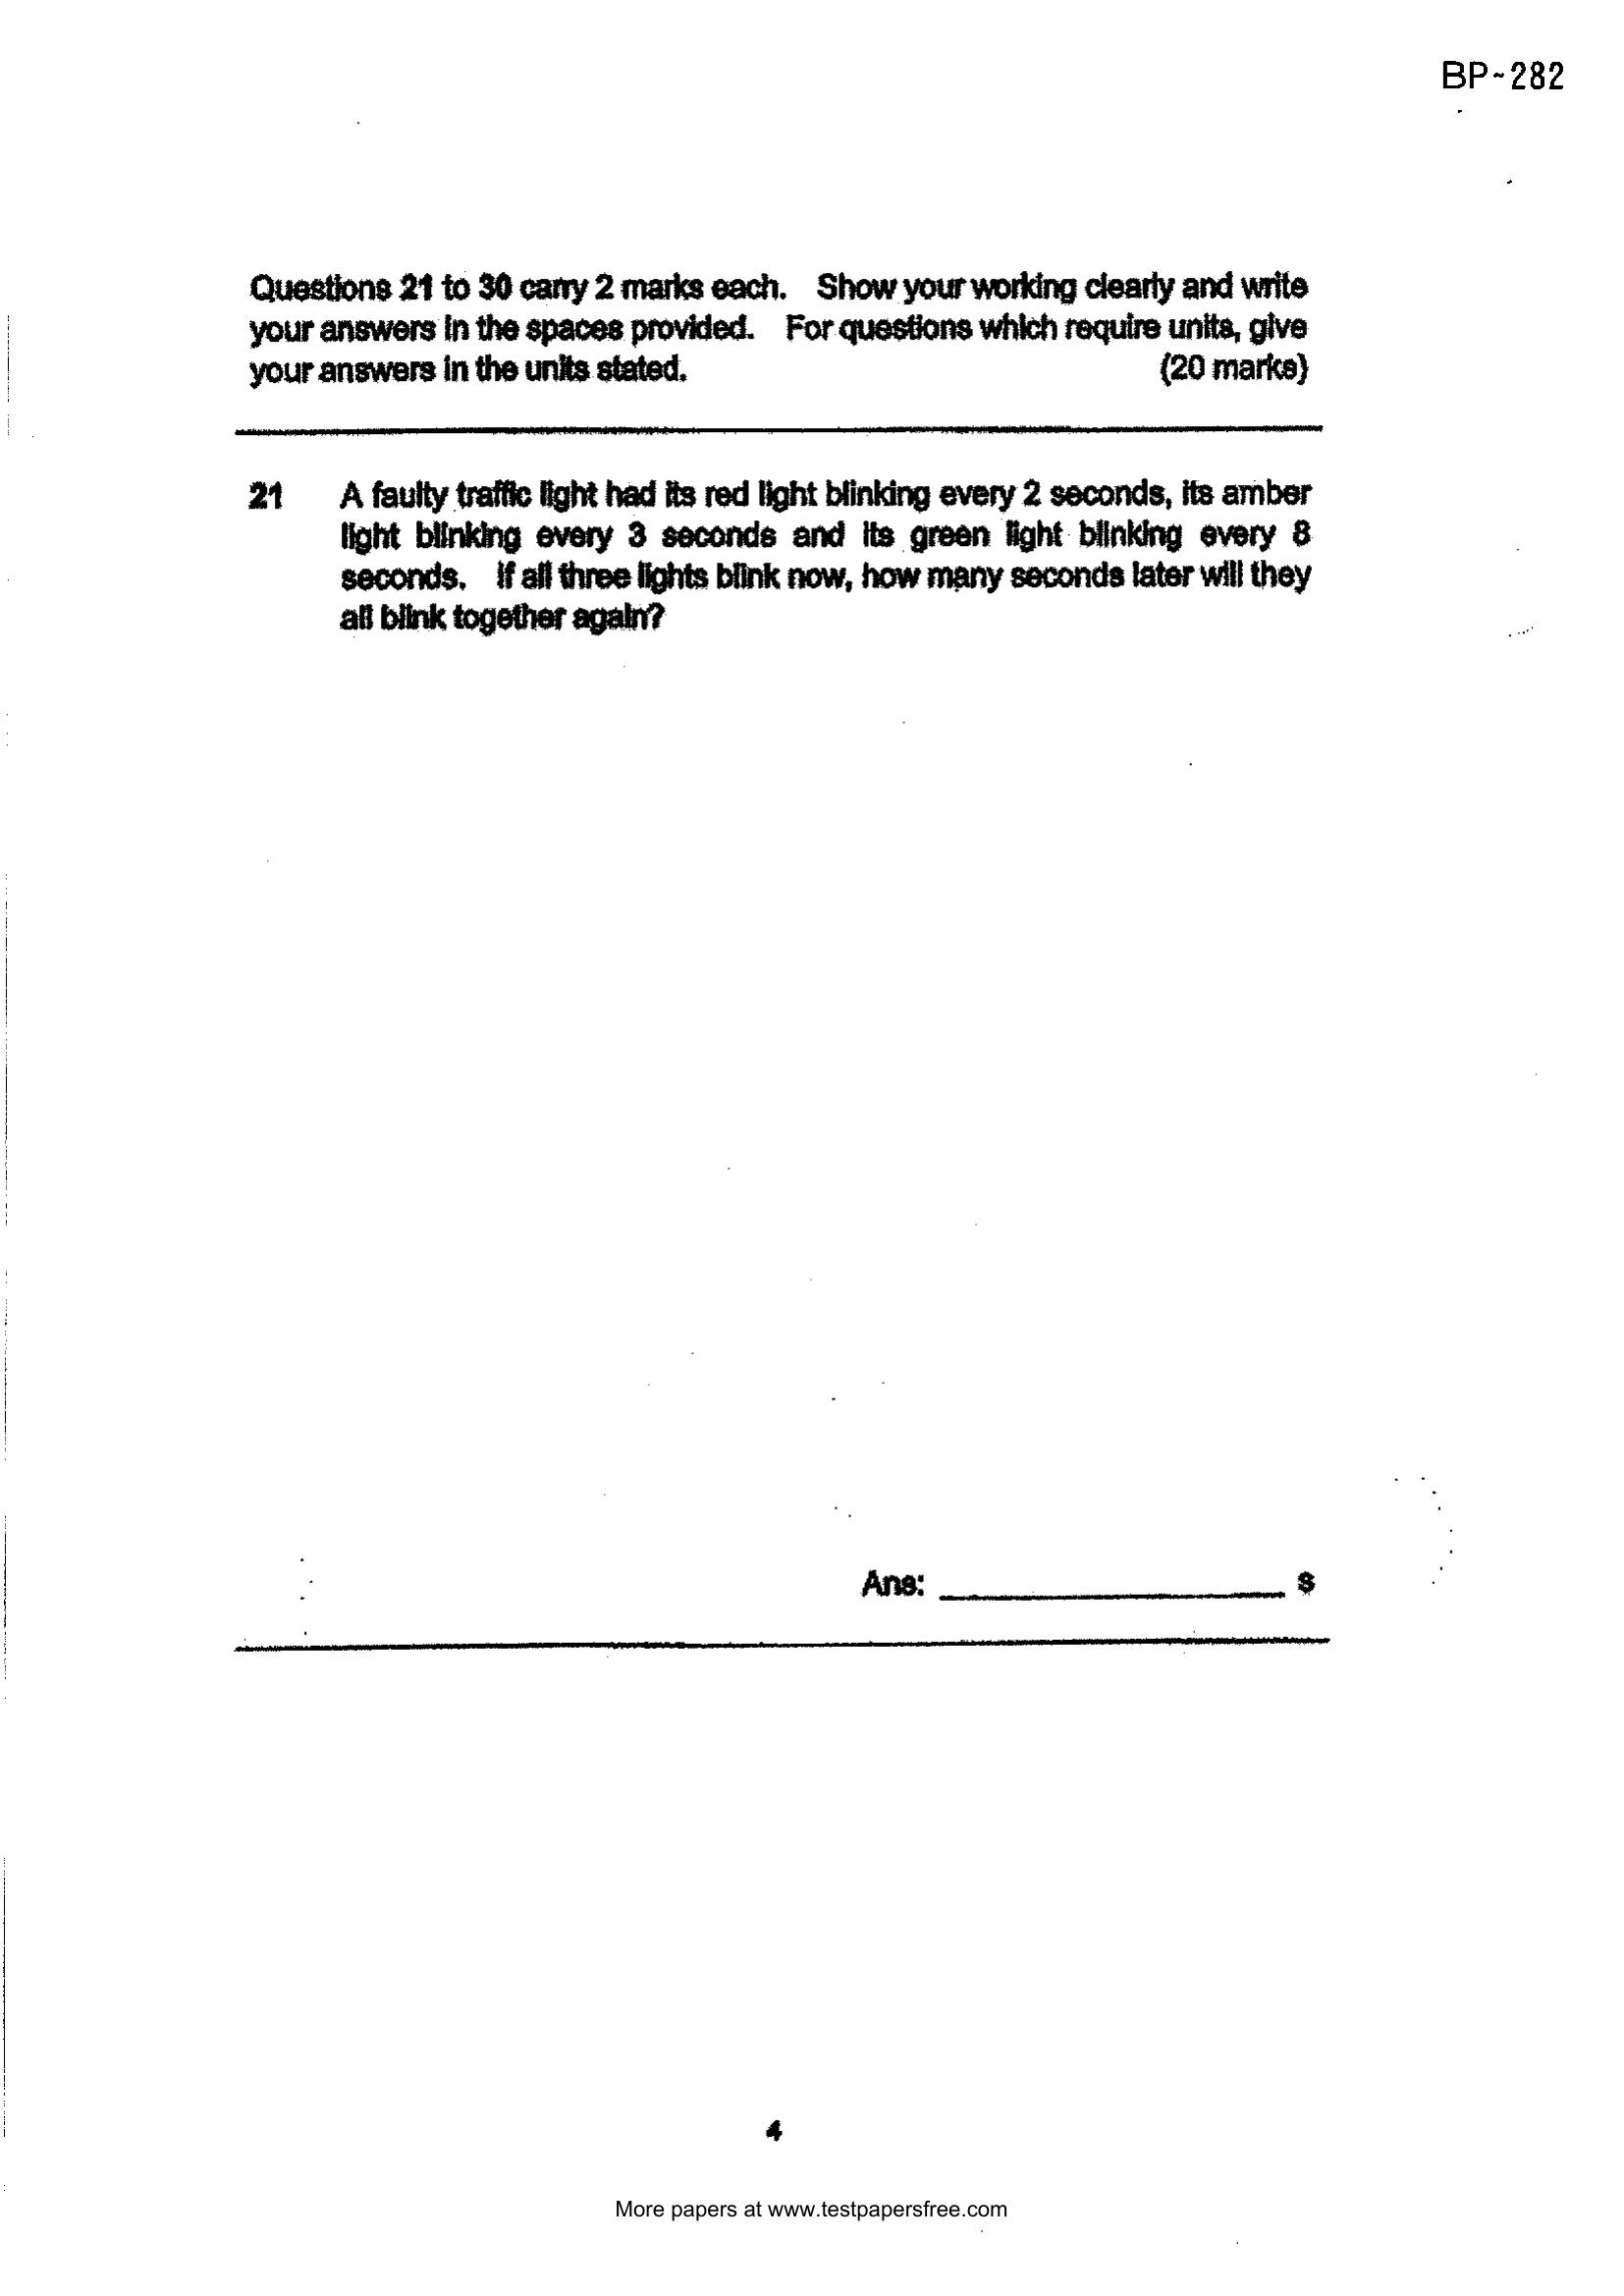 BP-282
Questions 21 to 30 carry 2 marks each. Show your working clearly and write
your answers in the spaces provided. For questions which require units, give
your answers in the units stated. (20 marks)
21 A faulty traffic light had its red light blinking every 2 seconds, its amber
light blinking every 3 seconds and its green light blinking every 8
seconds. If all three lights blink now, how many seconds later will they
all blink together again?
Ans: ____________________ s
4
More papers at www.testpapersfree.com